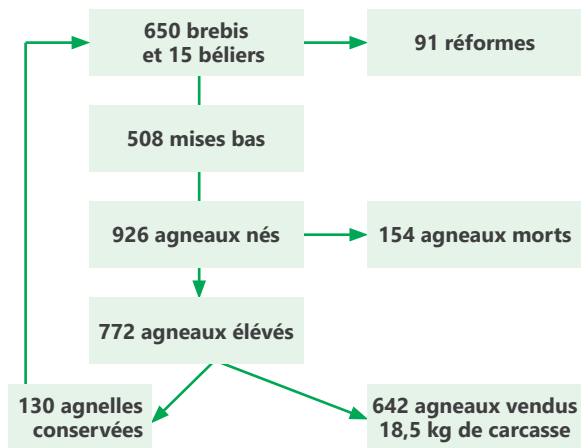 650 brebis
et 15 béliers
91 réformes
508 mises bas
926 agneaux nés
154 agneaux morts
772 agneaux élévés
130 agnelles
conservées
642 agneaux vendus
18,5 kg de carcasse